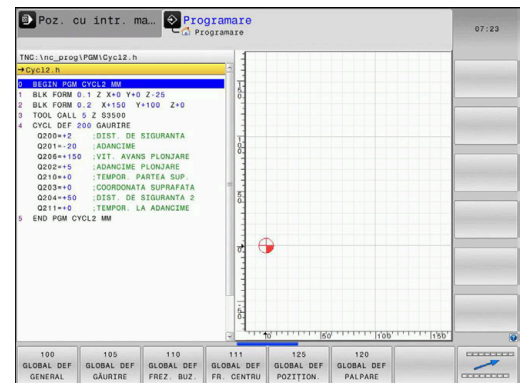 Poz. cu intr. ma…
Programare
Programare
07:23
TNC:\nc_prog\PGM\Cycl2.h
→Cycl2.h
0 BEGIN PGM CYCL2 MM
1 BLK FORM 0.1 Z X+0 Y+0 Z-25
2 BLK FORM 0.2 X+150 Y+100 Z+0
3 TOOL CALL 5 Z S3500
4 CYCL DEF 200 GAURIRE
Q200=+2 ;DIST. DE SIGURANTA
Q201=-20 ;ADANCIME
Q206=+150 ;VIT. AVANS PLONJARE
Q202=+5 ;ADANCIME PLONJARE
Q210=+0 ;TEMPOR. PARTEA SUP.
Q203=+0 ;COORDONATA SUPRAFATA
Q204=+50 ;DIST. DE SIGURANTA 2
Q211=+0 ;TEMPOR. LA ADANCIME
5 END PGM CYCL2 MM
0 50 100 150
100 GLOBAL DEF GENERAL
105 GLOBAL DEF GĂURIRE
110 GLOBAL DEF FREZ. BUZ.
111 GLOBAL DEF FR. CENTRU
125 GLOBAL DEF POZIŢION.
120 GLOBAL DEF PALPARE